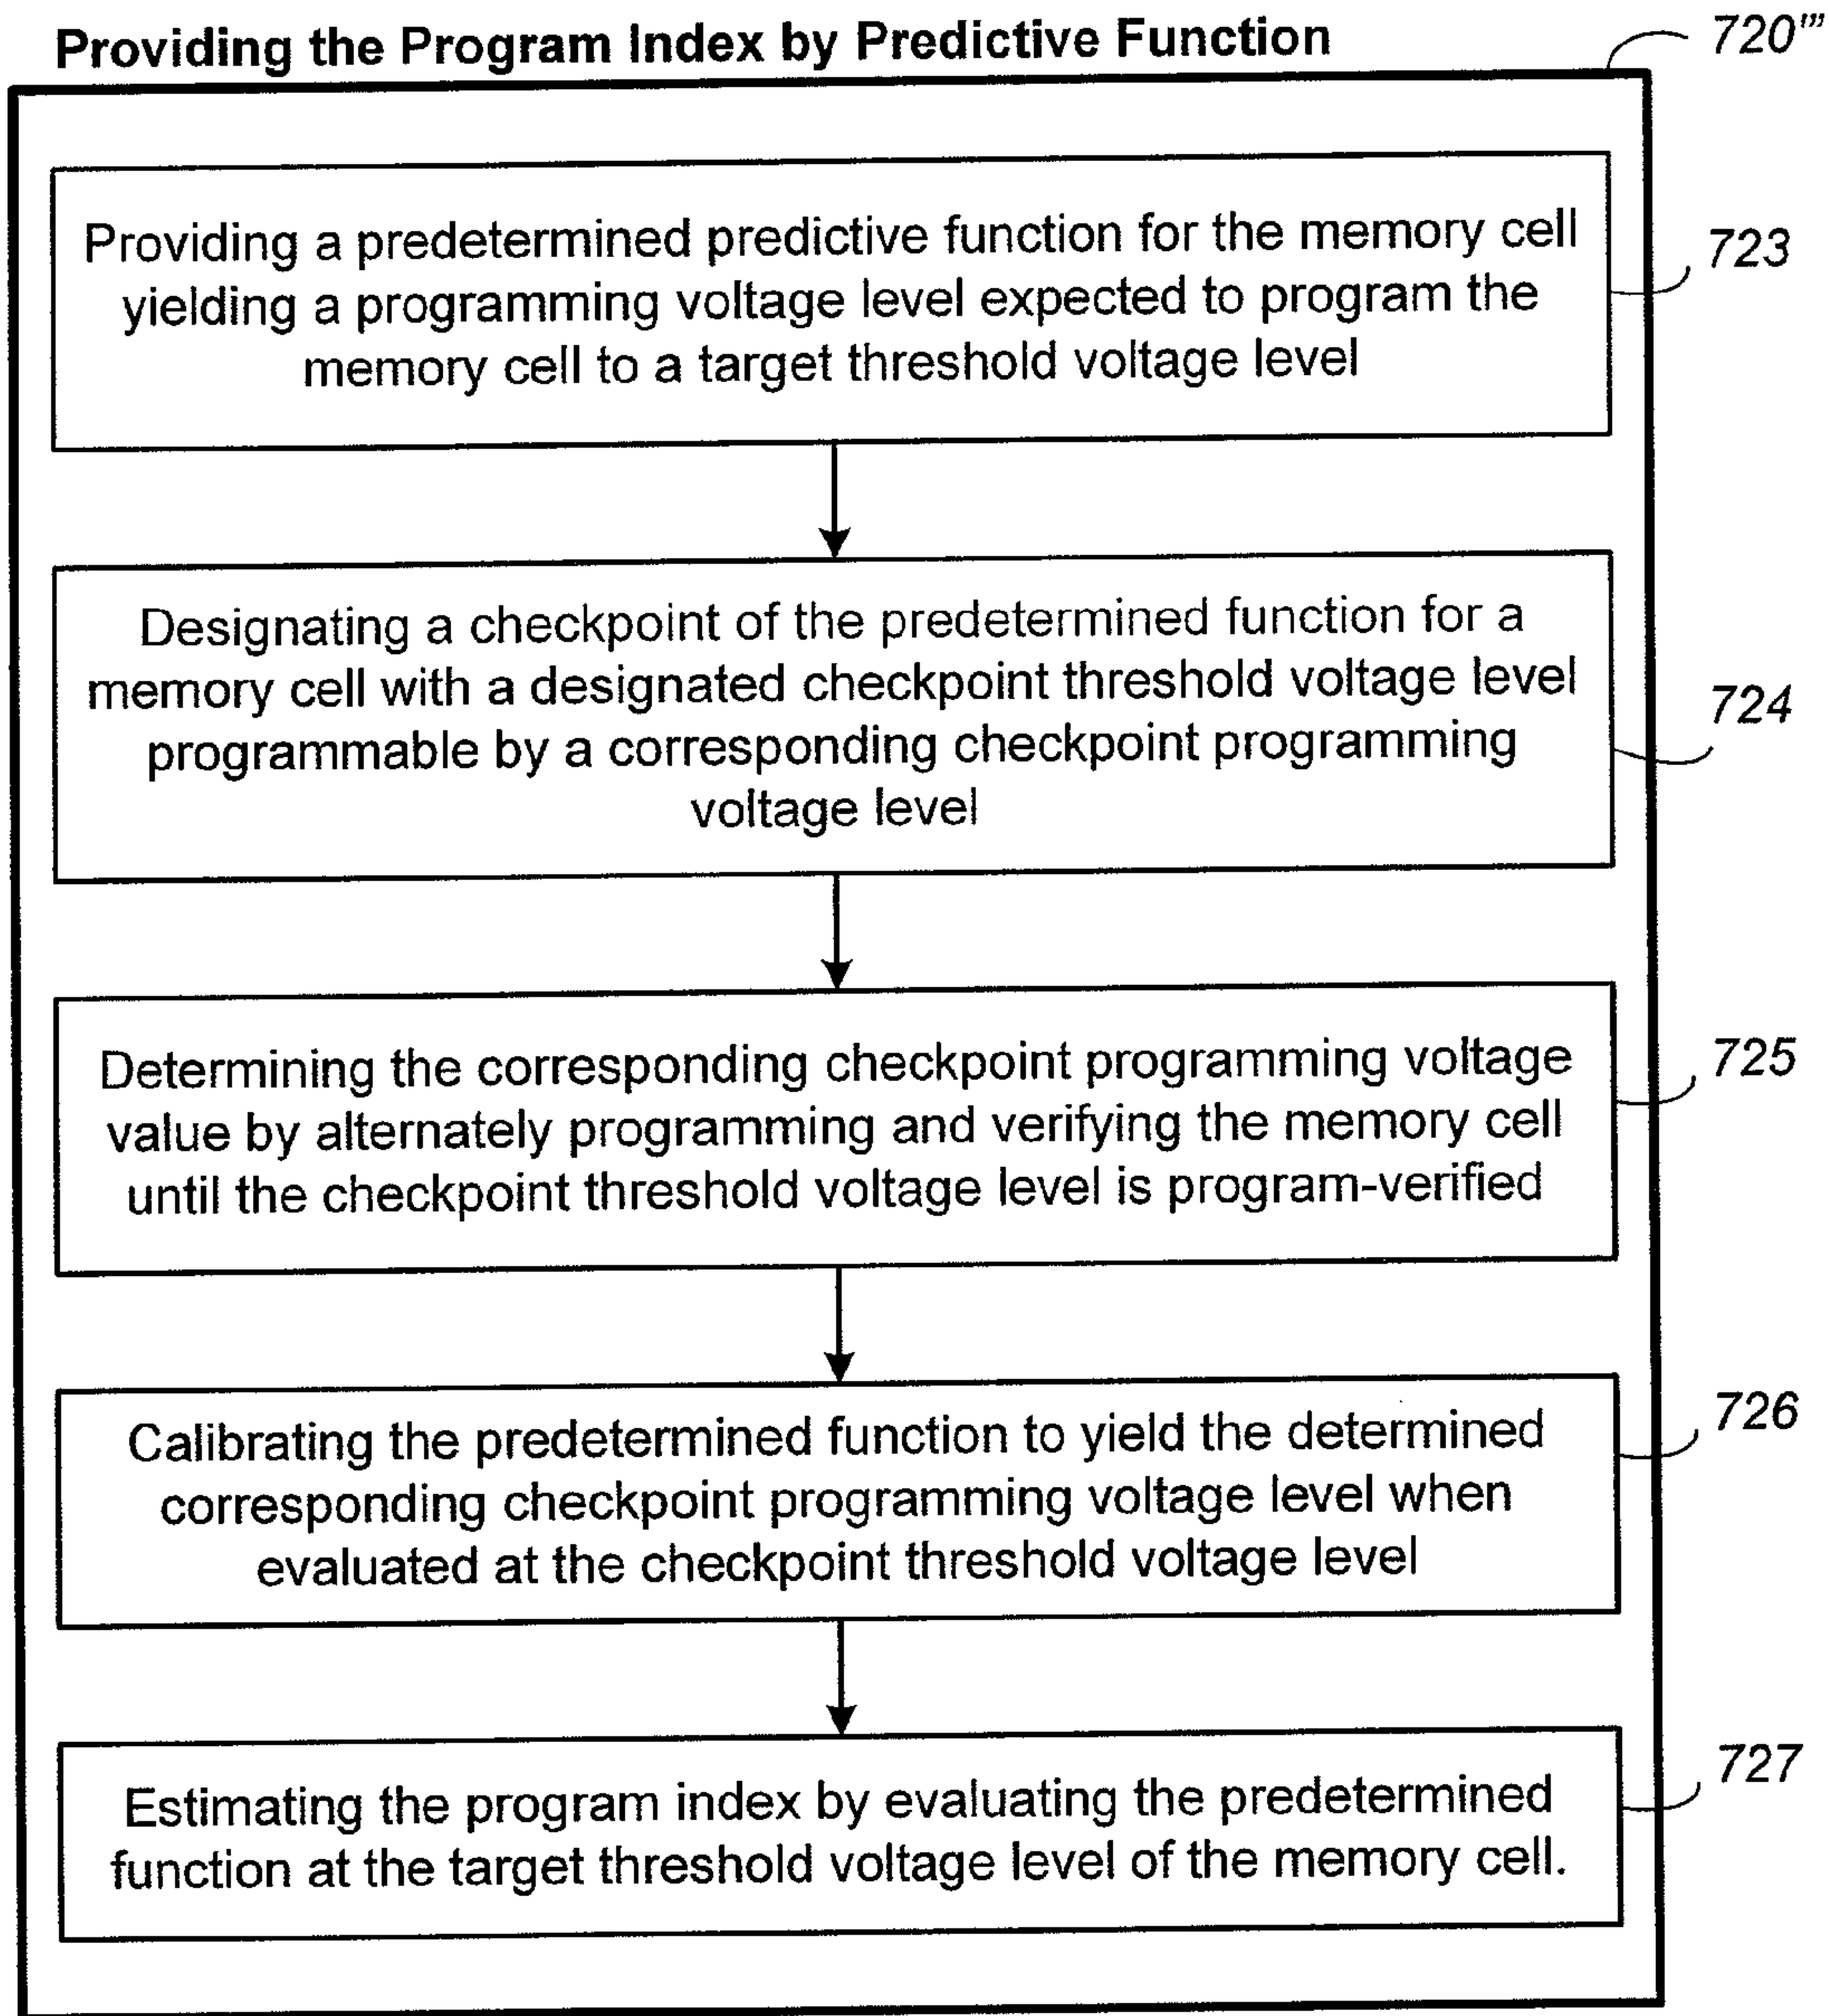 Providing the Program Index by Predictive Function
720'''
Providing a predetermined predictive function for the memory cell
yielding a programming voltage level expected to program the
memory cell to a target threshold voltage level
723
Designating a checkpoint of the predetermined function for a
memory cell with a designated checkpoint threshold voltage level
programmable by a corresponding checkpoint programming
voltage level
724
Determining the corresponding checkpoint programming voltage
value by alternately programming and verifying the memory cell
until the checkpoint threshold voltage level is program-verified
725
Calibrating the predetermined function to yield the determined
corresponding checkpoint programming voltage level when
evaluated at the checkpoint threshold voltage level
726
Estimating the program index by evaluating the predetermined
function at the target threshold voltage level of the memory cell.
727